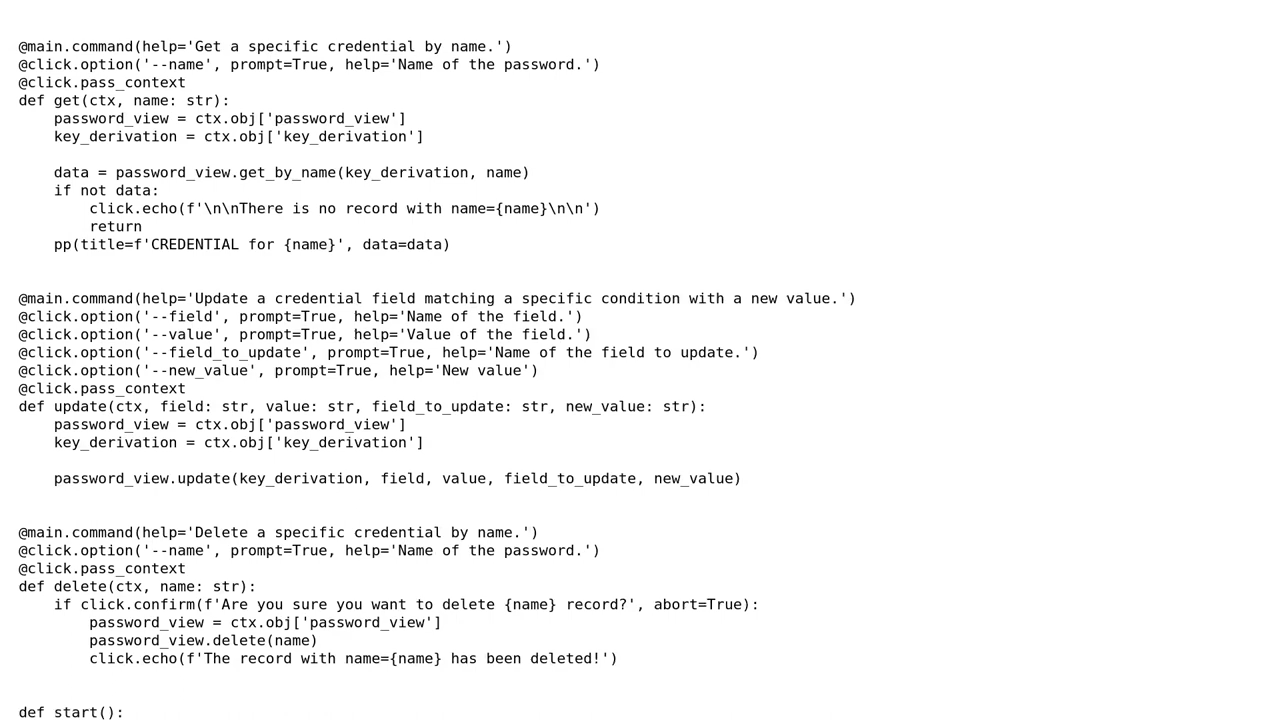 @main.command(help='Get a specific credential by name.')
@click.option('--name', prompt=True, help='Name of the password.')
@click.pass_context
def get(ctx, name: str):
    password_view = ctx.obj['password_view']
    key_derivation = ctx.obj['key_derivation']

    data = password_view.get_by_name(key_derivation, name)
    if not data:
        click.echo(f'\n\nThere is no record with name={name}\n\n')
        return
    pp(title=f'CREDENTIAL for {name}', data=data)


@main.command(help='Update a credential field matching a specific condition with a new value.')
@click.option('--field', prompt=True, help='Name of the field.')
@click.option('--value', prompt=True, help='Value of the field.')
@click.option('--field_to_update', prompt=True, help='Name of the field to update.')
@click.option('--new_value', prompt=True, help='New value')
@click.pass_context
def update(ctx, field: str, value: str, field_to_update: str, new_value: str):
    password_view = ctx.obj['password_view']
    key_derivation = ctx.obj['key_derivation']

    password_view.update(key_derivation, field, value, field_to_update, new_value)


@main.command(help='Delete a specific credential by name.')
@click.option('--name', prompt=True, help='Name of the password.')
@click.pass_context
def delete(ctx, name: str):
    if click.confirm(f'Are you sure you want to delete {name} record?', abort=True):
        password_view = ctx.obj['password_view']
        password_view.delete(name)
        click.echo(f'The record with name={name} has been deleted!')


def start():